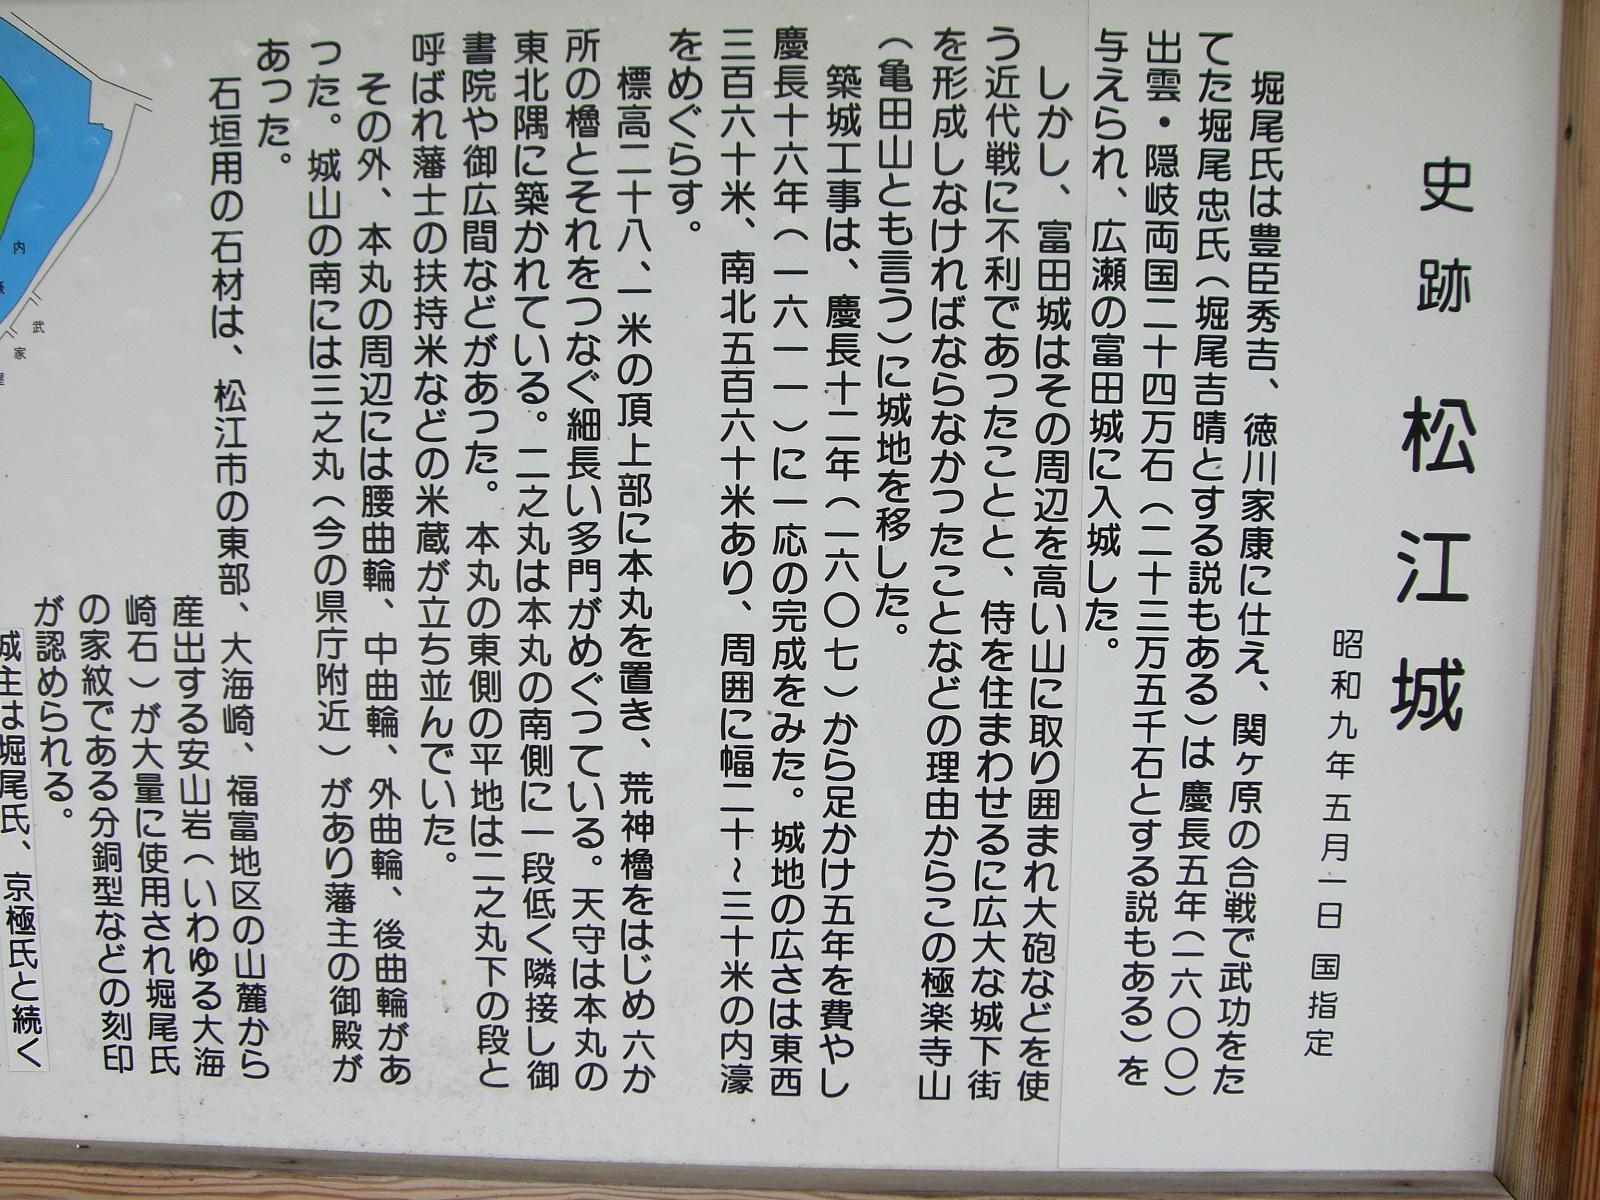 史跡 松江城
昭和九年五月一日 国指定
堀尾氏は豊臣秀吉、徳川家康に仕え、関ヶ原の合戦で武功をた
てた堀尾忠氏（堀尾吉晴とする説もある）は慶長五年（一六〇〇）
出雲・隠岐両国二十四万石（二十三万五千石とする説もある）を
与えられ、広瀬の富田城に入城した。
しかし、富田城はその周辺を高い山に取り囲まれ大砲などを使
う近代戦に不利であったことと、侍を住まわせるに広大な城下街
を形成しなければならなかったことなどの理由からこの極楽寺山
（亀田山とも言う）に城地を移した。
築城工事は、慶長十二年（一六〇七）から足かけ五年を費やし
慶長十六年（一六一一）に一応の完成をみた。城地の広さは東西
三百六十米、南北五百六十米あり、周囲に幅二十～三十米の内濠
をめぐらす。
標高二十八、一米の頂上部に本丸を置き、荒神櫓をはじめ六か
所の櫓とそれをつなぐ細長い多門がめぐっている。天守は本丸の
東北隅に築かれている。二之丸は本丸の南側に一段低く隣接し御
書院や御広間などがあった。本丸の東側の平地は二之丸下の段と
呼ばれ藩士の扶持米などの米蔵が立ち並んでいた。
その外、本丸の周辺には腰曲輪、中曲輪、外曲輪、後曲輪があ
った。城山の南には三之丸（今の県庁附近）があり藩主の御殿が
あった。
石垣用の石材は、松江市の東部、大海崎、福富地区の山麓から
産出する安山岩（いわゆる大海
崎石）が大量に使用され堀尾氏
の家紋である分銅型などの刻印
が認められる。
城主は堀尾氏、京極氏と続く
内
武
家